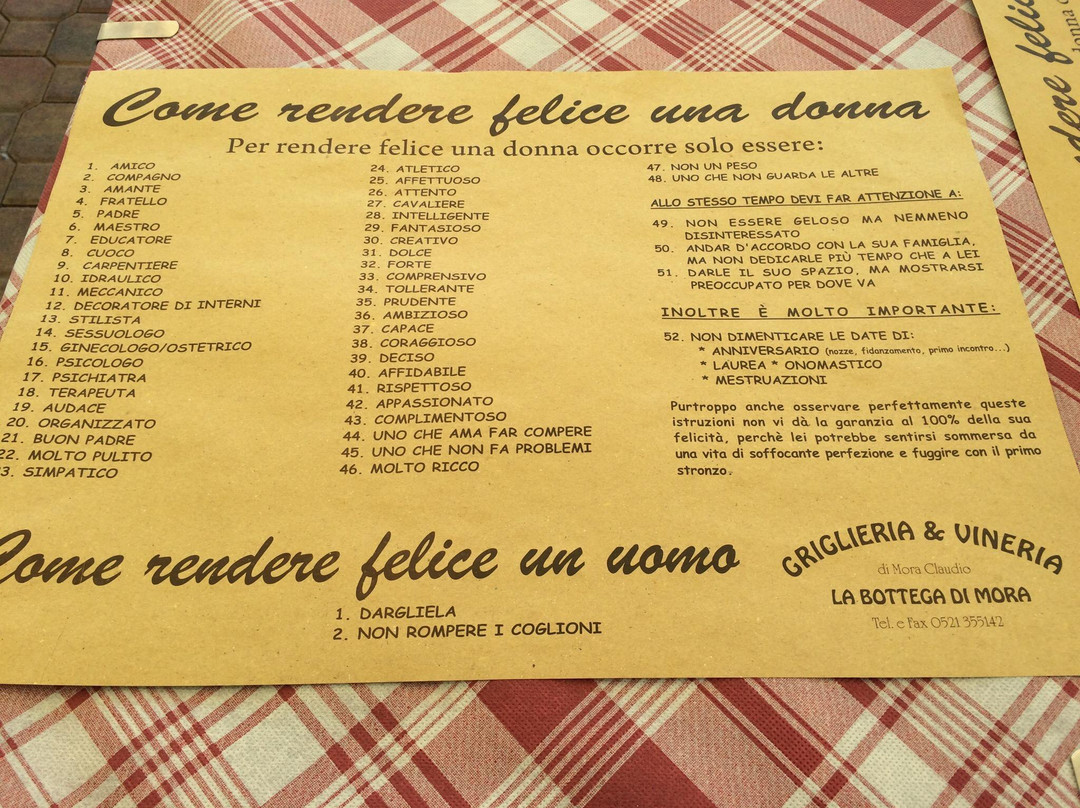 Come rendere felice una donna
Per rendere felice una donna occorre solo essere:
1. AMICO
2. COMPAGNO
3. AMANTE
4. FRATELLO
5. PADRE
6. MAESTRO
7. EDUCATORE
8. CUOCO
9. CARPENTIERE
10. IDRAULICO
11. MECCANICO
12. DECORATORE DI INTERNI
13. STILISTA
14. SESSUOLOGO
15. GINECOLOGO/OSTETRICO
16. PSICOLOGO
17. PSICHIATRA
18. TERAPEUTA
19. AUDACE
20. ORGANIZZATO
21. BUON PADRE
22. MOLTO PULITO
3. SIMPATICO
24. ATLETICO
25. AFFETTUOSO
26. ATTENTO
27. CAVALIERE
28. INTELLIGENTE
29. FANTASIOSO
30. CREATIVO
31. DOLCE
32. FORTE
33. COMPRENSIVO
34. TOLLERANTE
35. PRUDENTE
36. AMBIZIOSO
37. CAPACE
38. CORAGGIOSO
39. DECISO
40. AFFIDABILE
41. RISPETTOSO
42. APPASSIONATO
43. COMPLIMENTOSO
44. UNO CHE AMA FAR COMPERE
45. UNO CHE NON FA PROBLEMI
46. MOLTO RICCO
47. NON UN PESO
48. UNO CHE NON GUARDA LE ALTRE
ALLO STESSO TEMPO DEVI FAR ATTENZIONE A:
49. NON ESSERE GELOSO MA NEMMENO
DISINTERESSATO
50. ANDAR D'ACCORDO CON LA SUA FAMIGLIA,
MA NON DEDICARLE PIÙ TEMPO CHE A LEI
51. DARLE IL SUO SPAZIO, MA MOSTRARSI
PREOCCUPATO PER DOVE VA
INOLTRE È MOLTO IMPORTANTE:
52. NON DIMENTICARE LE DATE DI:
* ANNIVERSARIO (nozze, fidanzamento, primo incontro...)
* LAUREA * ONOMASTICO
* MESTRUAZIONI
Purtroppo anche osservare perfettamente queste
istruzioni non vi dà la garanzia al 100% della sua
felicità, perchè lei potrebbe sentirsi sommersa da
una vita di soffocante perfezione e fuggire con il primo
stronzo.
Come rendere felice un uomo
1. DARGLIELA
2. NON ROMPERE I COGLIONI
GRIGLIERIA & VINERIA
di Mora Claudio
LA BOTTEGA DI MORA
Tel. e Fax 0521 355142